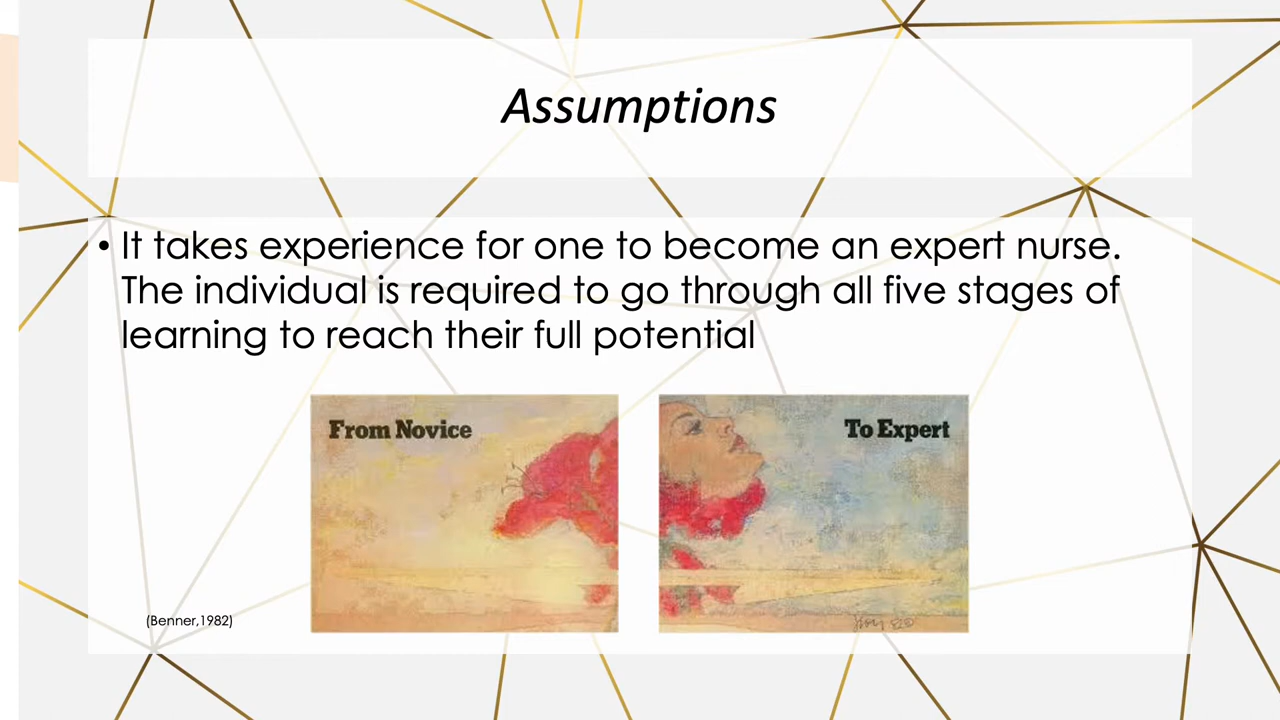 Assumptions
• It takes experience for one to become an expert nurse.
The individual is required to go through all five stages of
learning to reach their full potential
From Novice
To Expert
(Benner,1982)